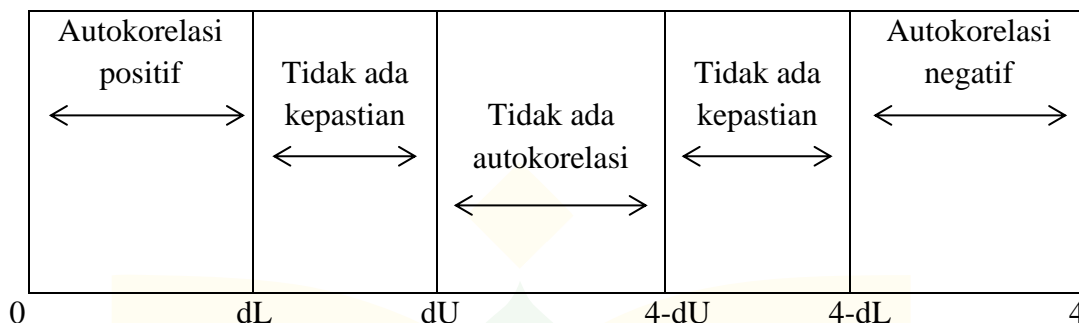 Autokorelasi
positif
Tidak ada
kepastian
Tidak ada
autokorelasi
Tidak ada
kepastian
Autokorelasi
negatif
0 dL dU 4-dU 4-dL 4